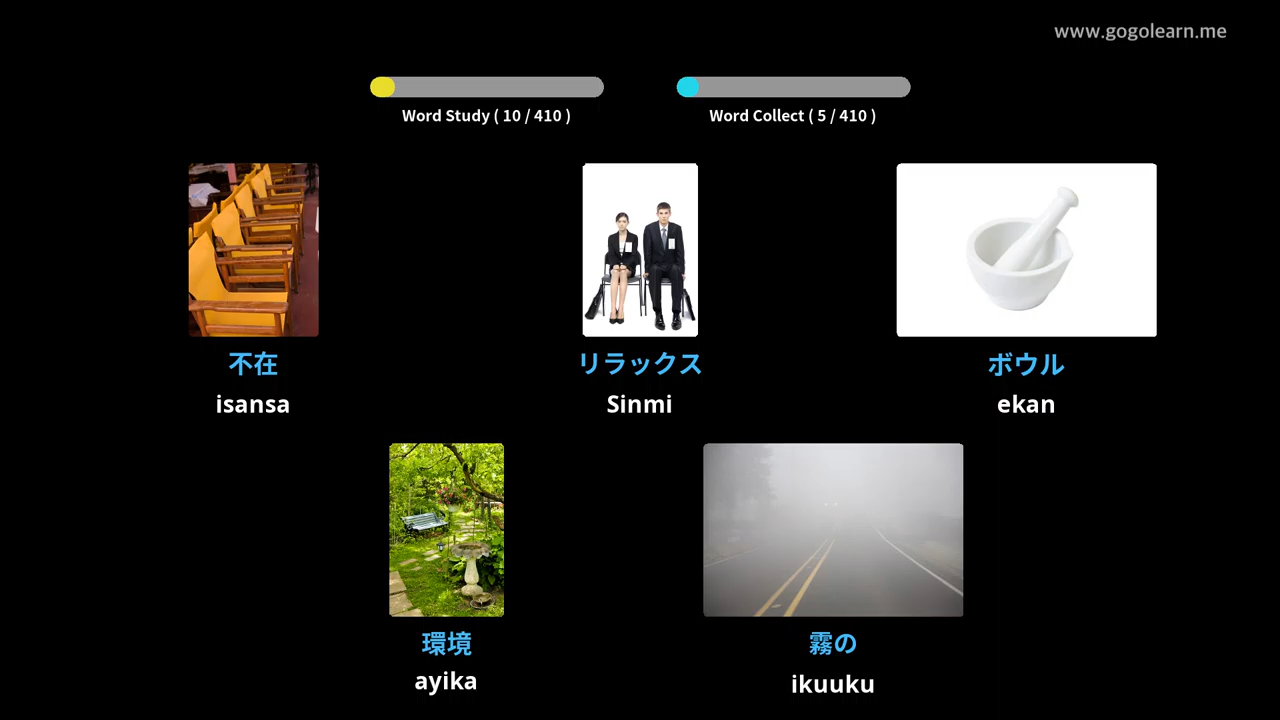 www.gogolearn.me
Word Study ( 10 / 410 )
Word Collect ( 5 / 410 )
不在
isansa
リラックス
Sinmi
ボウル
ekan
環境
ayika
霧の
ikuuku